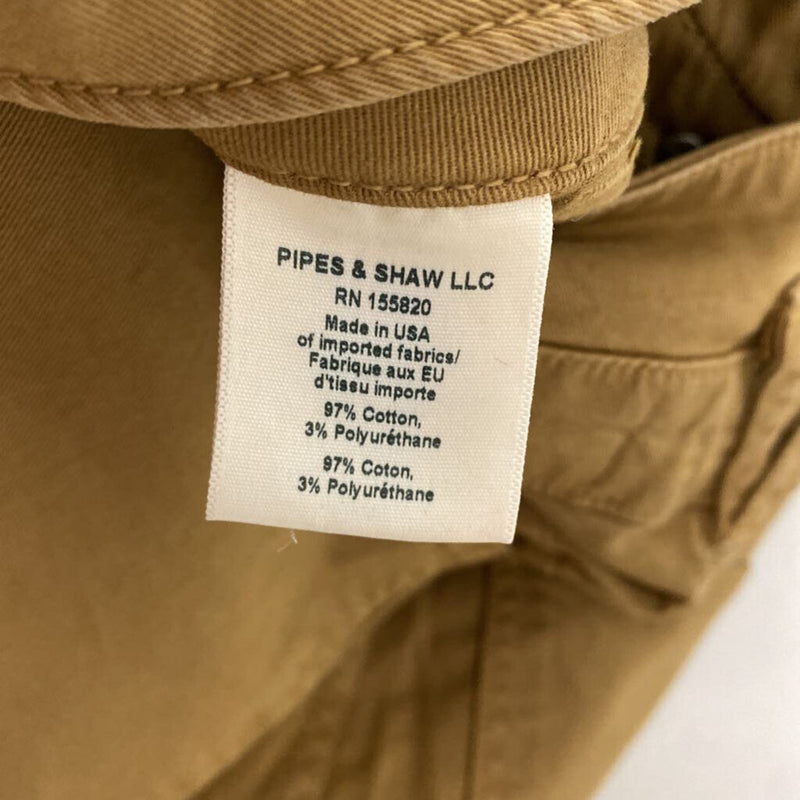 PIPES & SHAW LLC
RN 155820
Made in USA
of imported fabrics/
Fabrique aux EU
d'tissu importe
97% Cotton,
3% Polyuréthane
97% Coton,
3% Polyuréthane